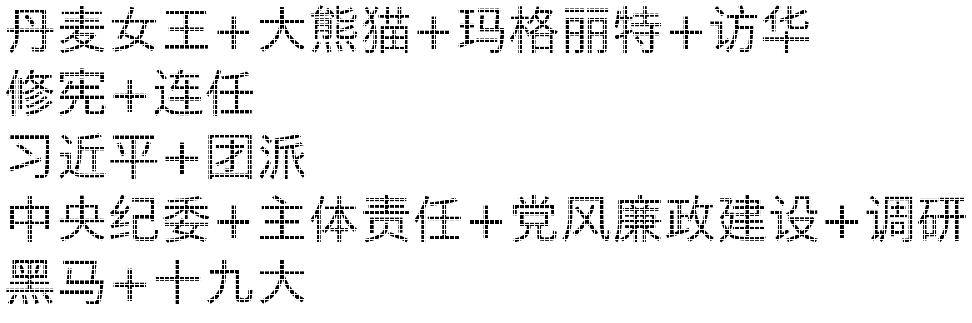 丹麦女王+大熊猫+玛格丽特+访华
修宪+连任
习近平+团派
中央纪委+主体责任+党风廉政建设+调研
黑马+十九大